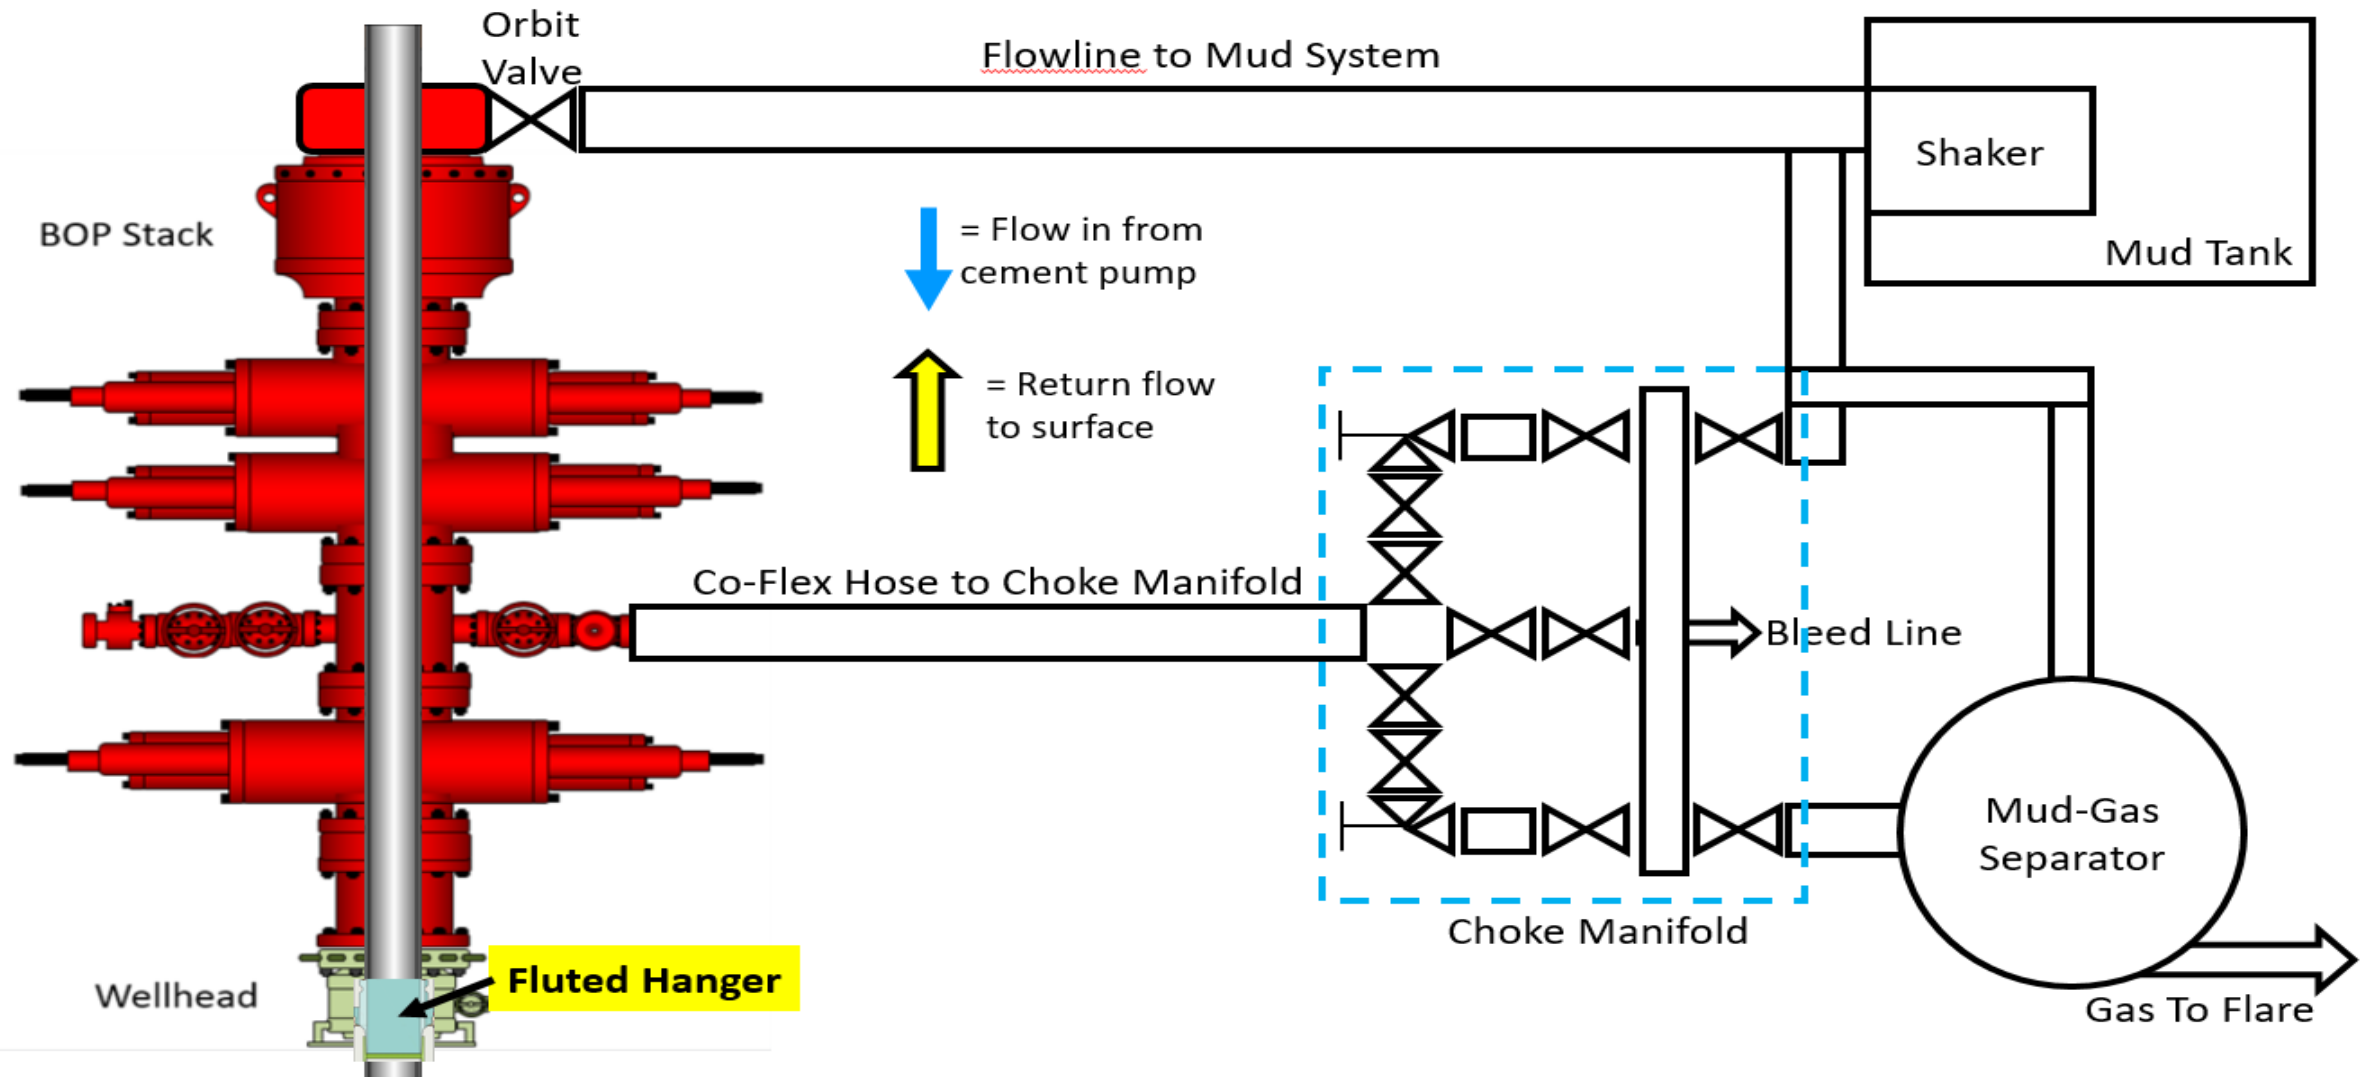 Orbit
Valve
Flowline to Mud System
Shaker
Mud Tank
BOP Stack
= Flow in from
cement pump
= Return flow
to surface
Co-Flex Hose to Choke Manifold
Bleed Line
Mud-Gas
Separator
Choke Manifold
Fluted Hanger
Wellhead
Gas To Flare